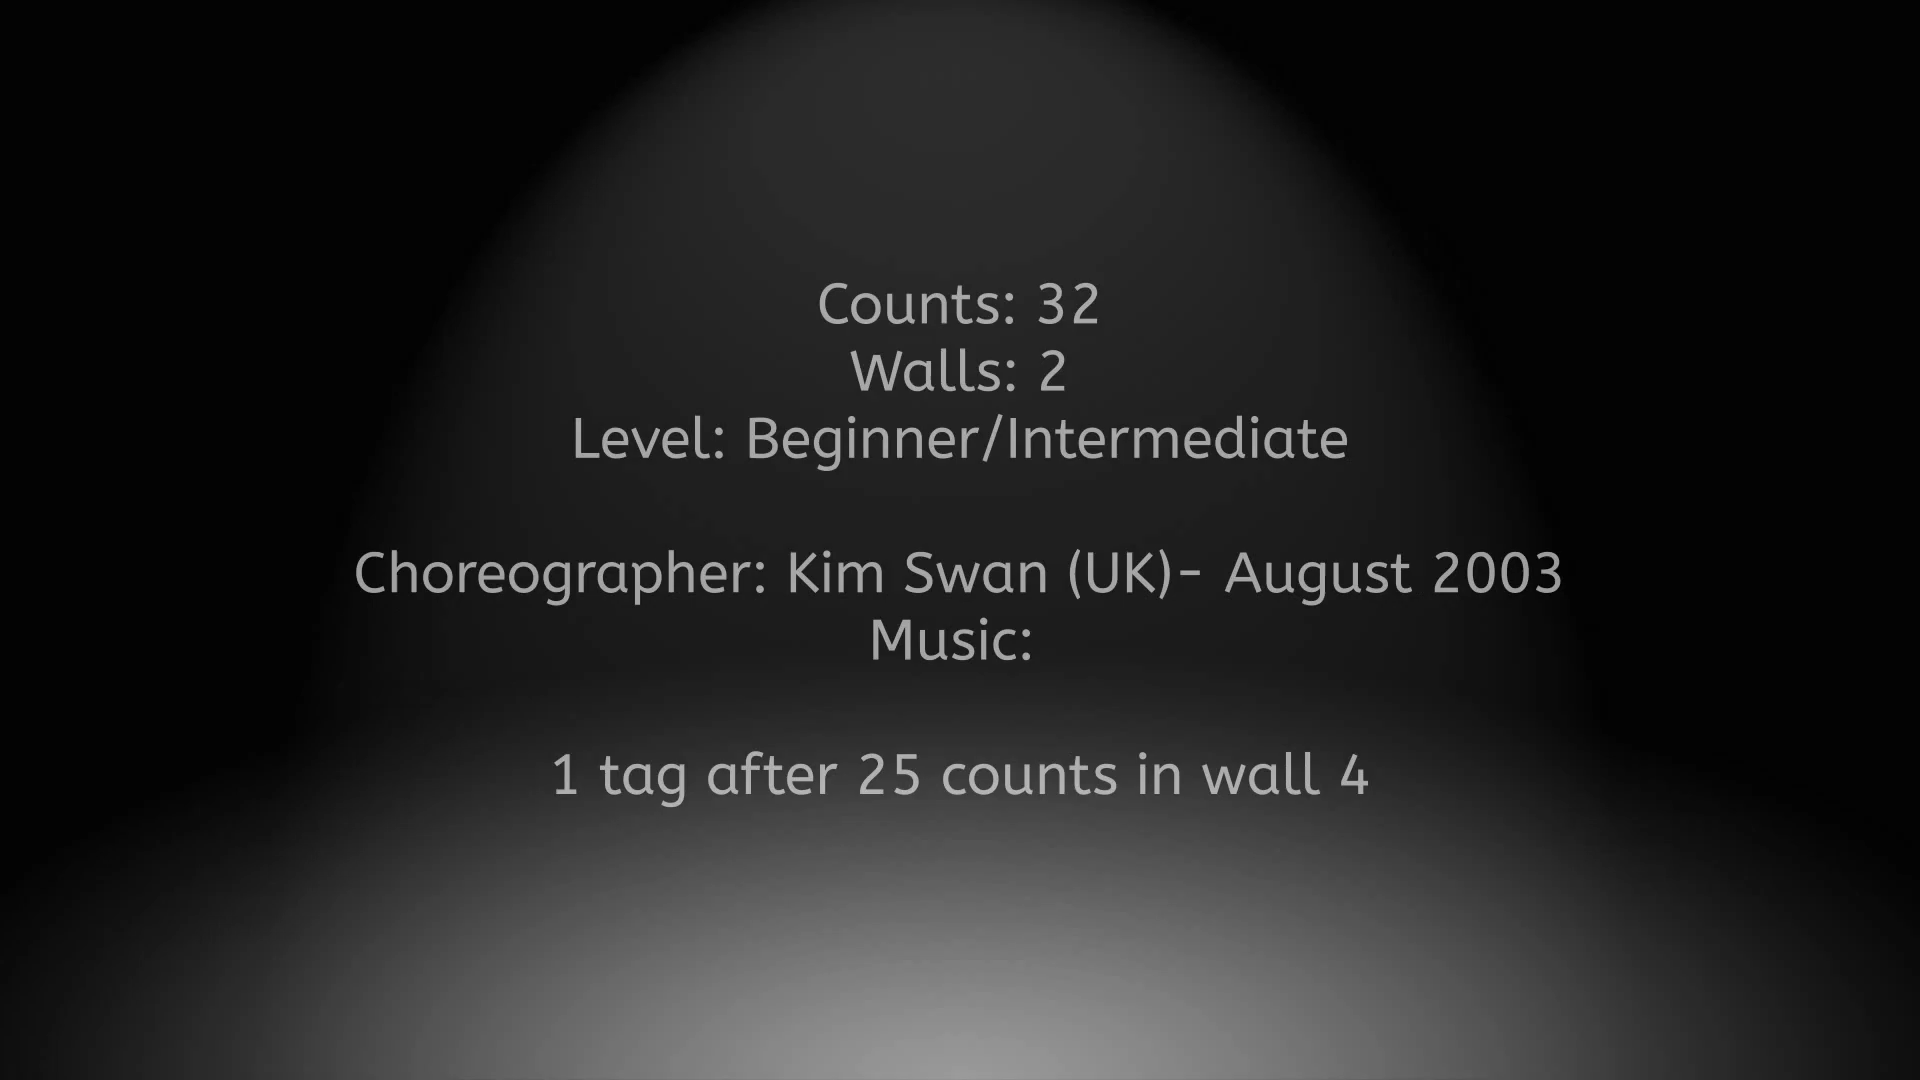 Counts: 32
Walls: 2
Level: Beginner/Intermediate
Choreographer: Kim Swan (UK)- August 2003
Music:
1 tag after 25 counts in wall 4